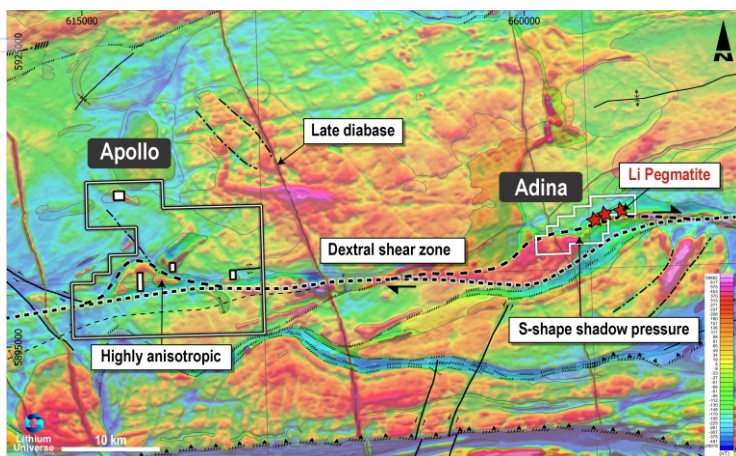 615000
660000
5925000
N
Late diabase
Apollo
Adina
Li Pegmatite
Dextral shear zone
S-shape shadow pressure
Highly anisotropic
5895000
Lithium
Universe
10 km
(nT)